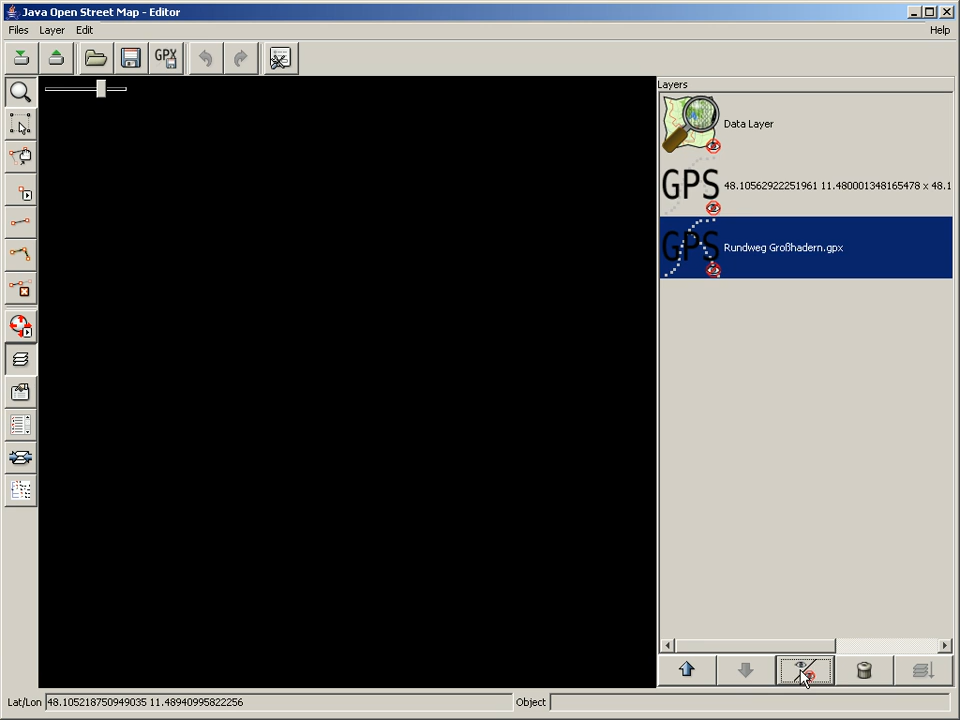 Java Open Street Map - Editor
Files Layer Edit Help
GPX
Layers
Data Layer
GPS 48.10562922251961 11.480001348165478 x 48.1
GPS Rundweg Großhadern.gpx
Lat/Lon 48.105218750949035 11.48940995822256 Object